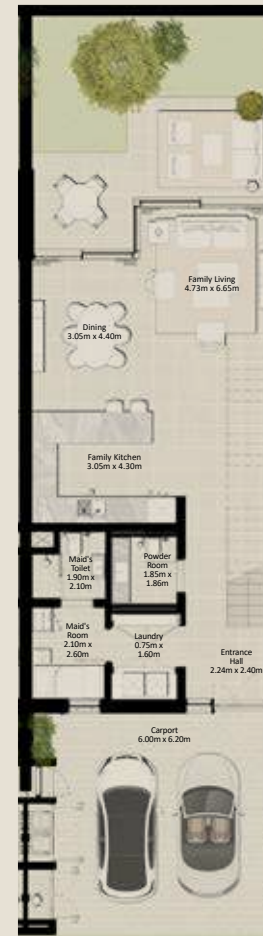 Family Living
4.73m x 6.65m
Dining
3.05m x 4.40m
Family Kitchen
3.05m x 4.30m
Maid's
Toilet
1.90m x
2.10m
Powder
Room
1.85m x
1.86m
Maid's
Room
2.10m x
2.60m
Laundry
0.75m x
1.60m
Entrance
Hall
2.24m x 2.40m
Carport
6.00m x 6.20m